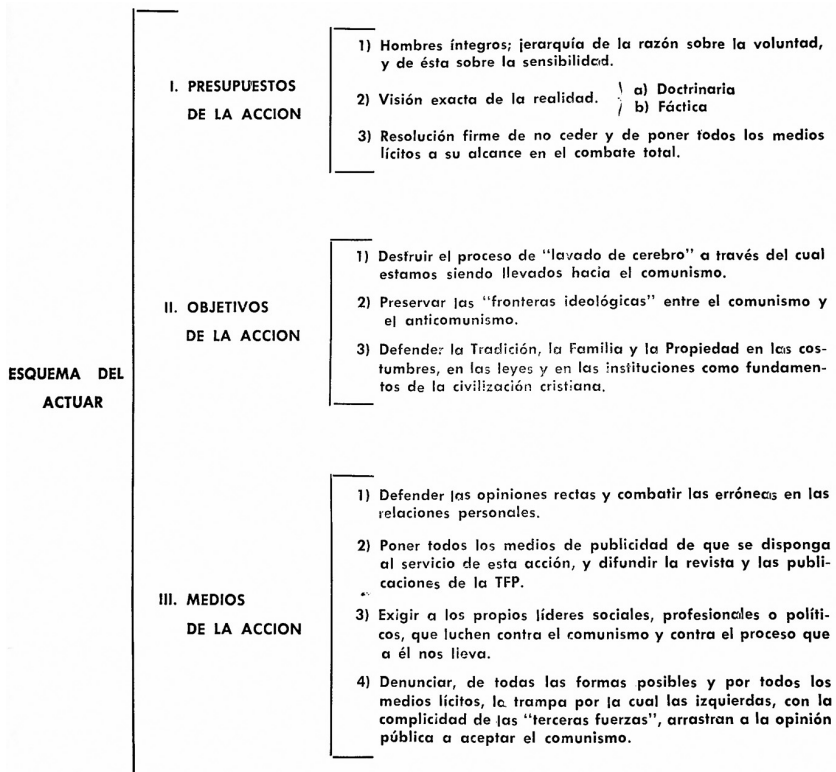 ESQUEMA DEL
ACTUAR
I. PRESUPUESTOS
DE LA ACCION
1) Hombres íntegros; jerarquía de la razón sobre la voluntad,
y de ésta sobre la sensibilidad.
2) Visión exacta de la realidad.
a) Doctrinaria
b) Fáctica
3) Resolución firme de no ceder y de poner todos los medios
lícitos a su alcance en el combate total.
II. OBJETIVOS
DE LA ACCION
1) Destruir el proceso de "lavado de cerebro" a través del cual
estamos siendo llevados hacia el comunismo.
2) Preservar las "fronteras ideológicas" entre el comunismo y
el anticomunismo.
3) Defender la Tradición, la Familia y la Propiedad en las cos-
tumbres, en las leyes y en las instituciones como fundamen-
tos de la civilización cristiana.
III. MEDIOS
DE LA ACCION
1) Defender las opiniones rectas y combatir las erróneas en las
relaciones personales.
2) Poner todos los medios de publicidad de que se disponga
al servicio de esta acción, y difundir la revista y las publi-
caciones de la TFP.
3) Exigir a los propios líderes sociales, profesionales o políti-
cos, que luchen contra el comunismo y contra el proceso que
a él nos lleva.
4) Denunciar, de todas las formas posibles y por todos los
medios lícitos, la trampa por la cual las izquierdas, con la
complicidad de las "terceras fuerzas", arrastran a la opinión
pública a aceptar el comunismo.